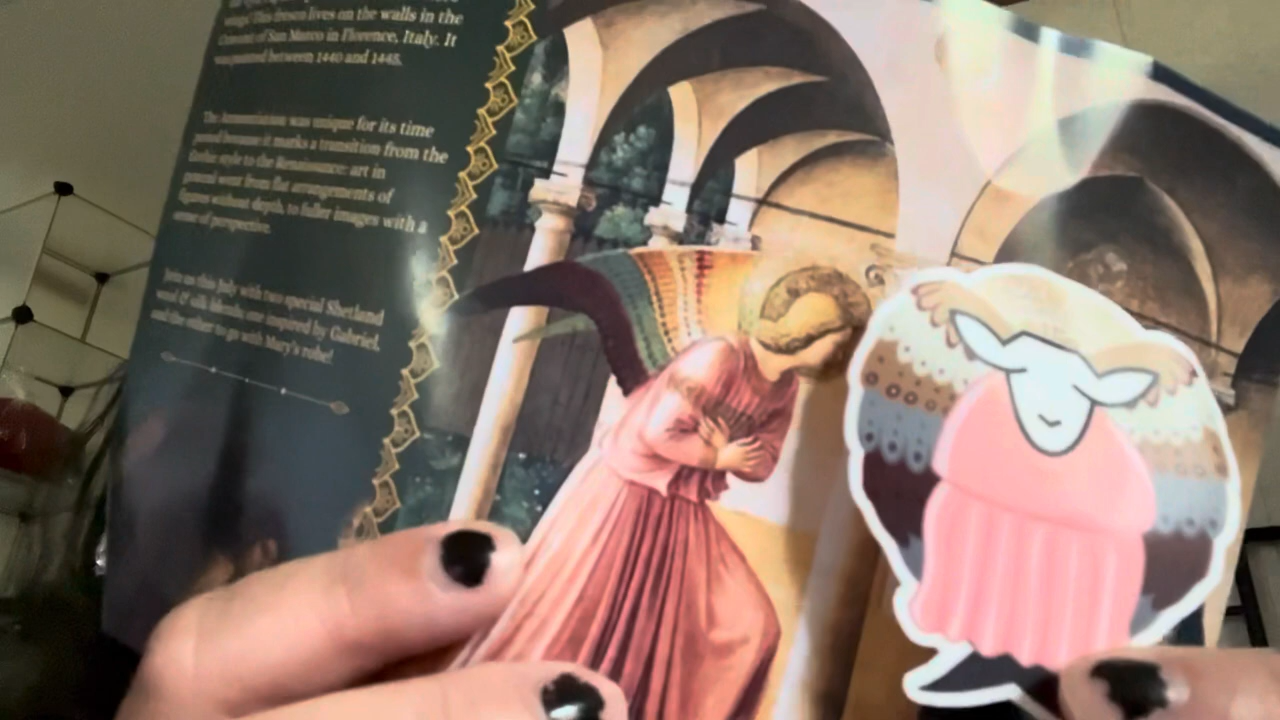 wings! This fresco lives on the walls in the
Convent of San Marco in Florence, Italy. It
was painted between 1440 and 1445.
The Annunciation was unique for its time
period because it marks a transition from the
Gothic style to the Renaissance: art in
general went from flat arrangements of
figures without depth, to fuller images with a
sense of perspective.
Join us this July with two special Shetland
wool & silk blends; one inspired by Gabriel,
and the other to go with Mary's robe!